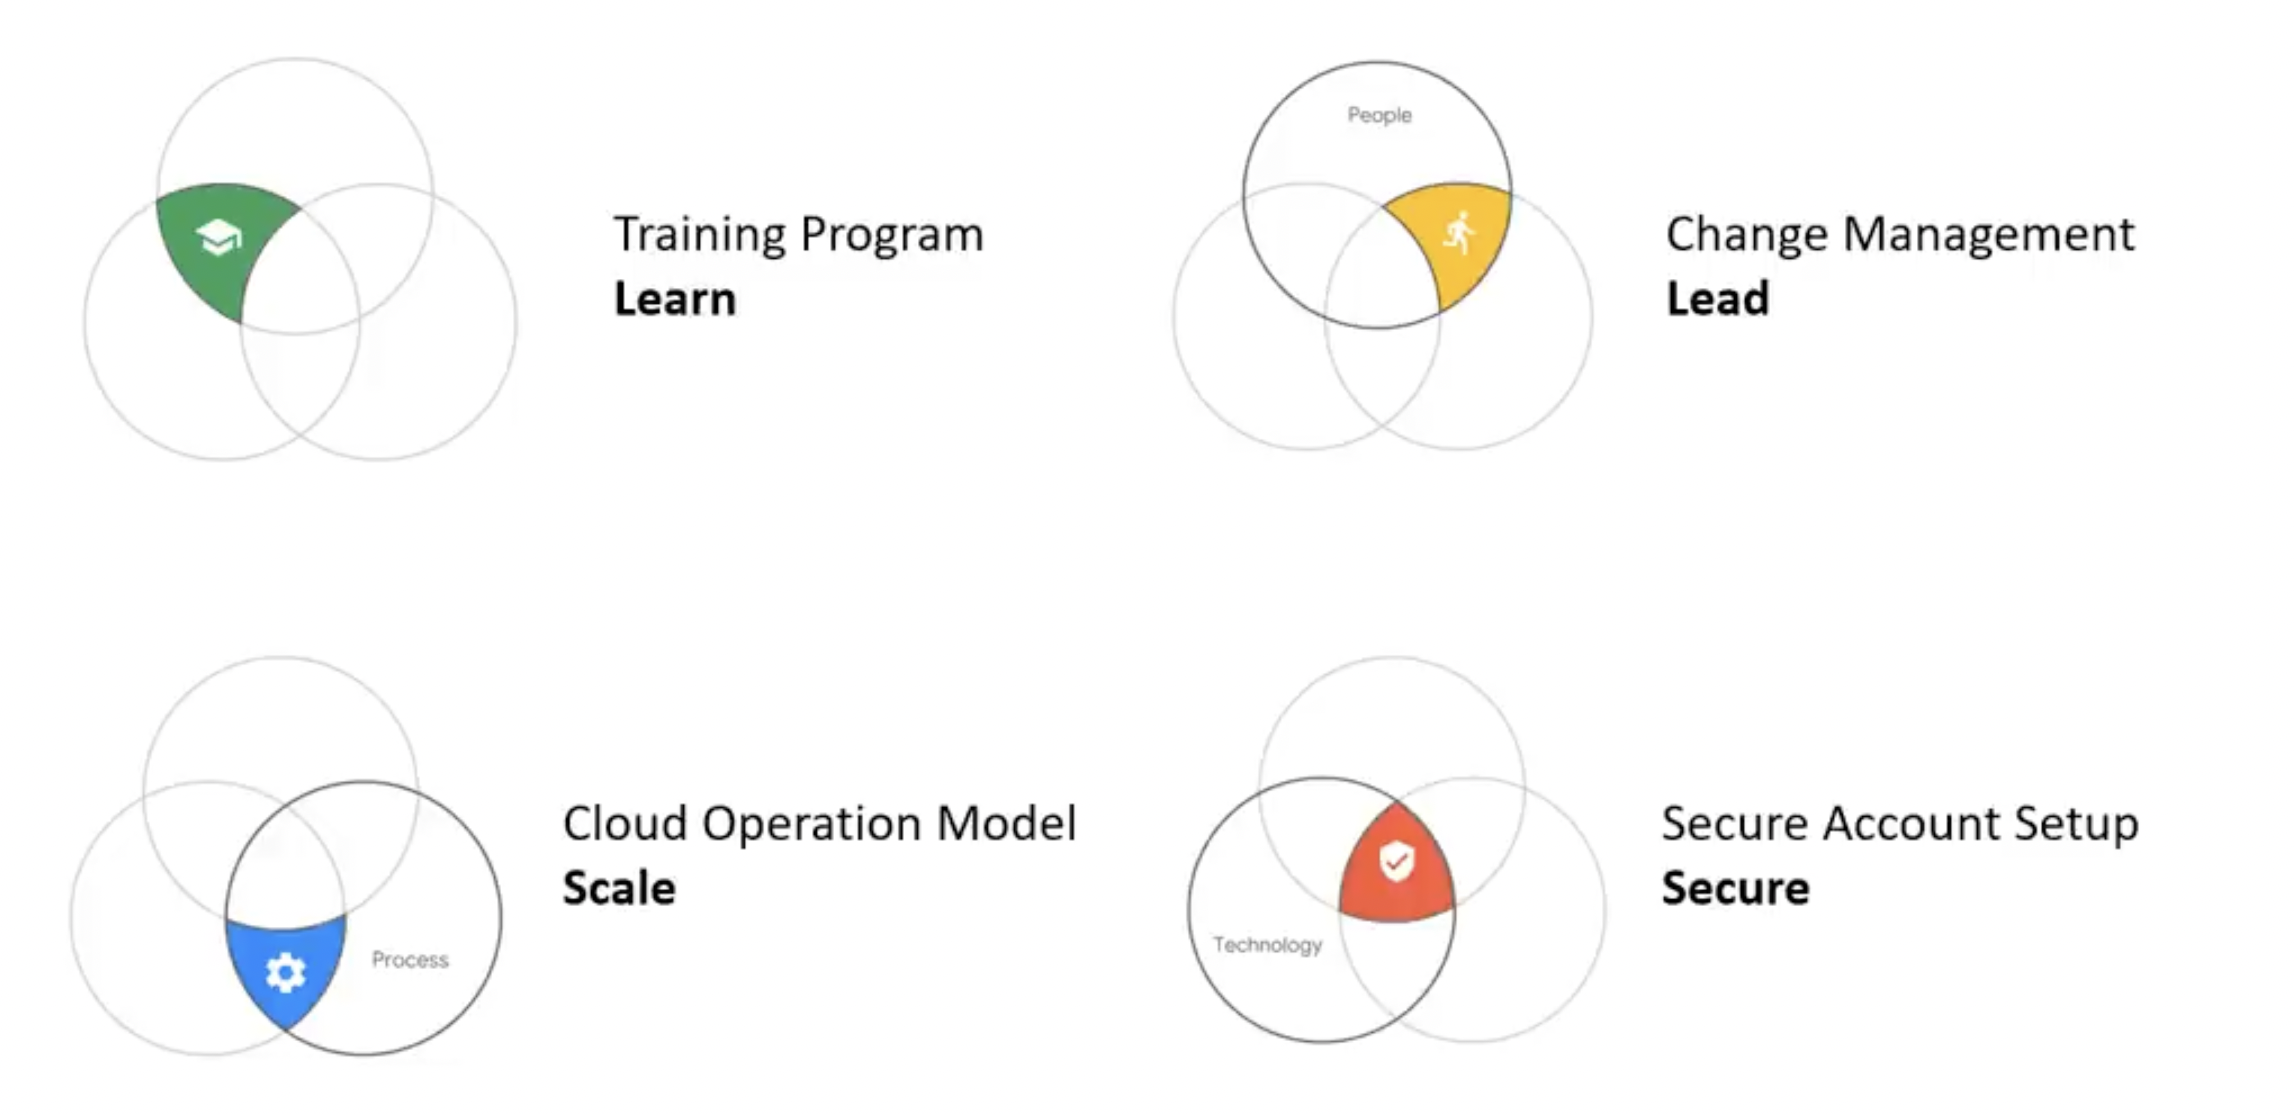 People
Training Program
Learn
Change Management
Lead
Cloud Operation Model
Scale
Process
Secure Account Setup
Secure
Technology